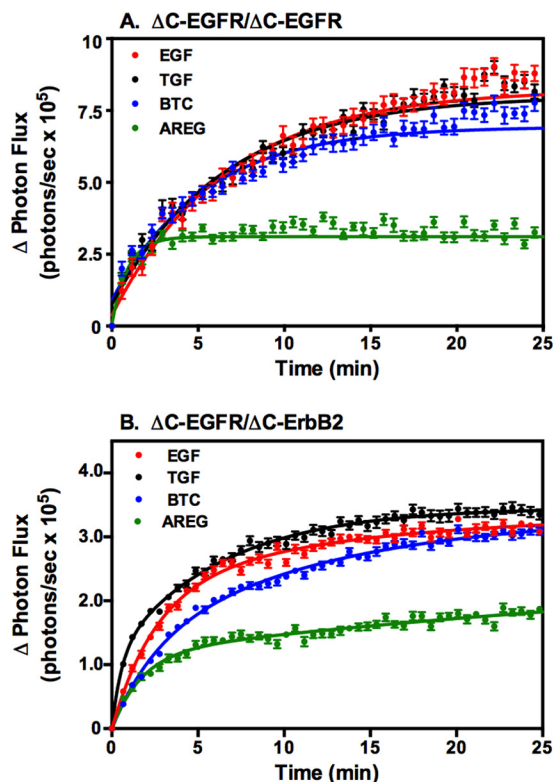 A. ΔC-EGFR/ΔC-EGFR
EGF
TGF
BTC
AREG
Δ Photon Flux
(photons/sec x 10⁵)
10
7.5
5.0
2.5
0
0
5
10
15
20
25
Time (min)
B. ΔC-EGFR/ΔC-ErbB2
EGF
TGF
BTC
AREG
Δ Photon Flux
(photons/sec x 10⁵)
4.0
3.0
2.0
1.0
0
0
5
10
15
20
25
Time (min)